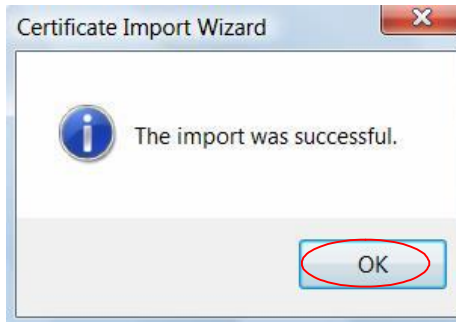 Certificate Import Wizard
The import was successful.
OK